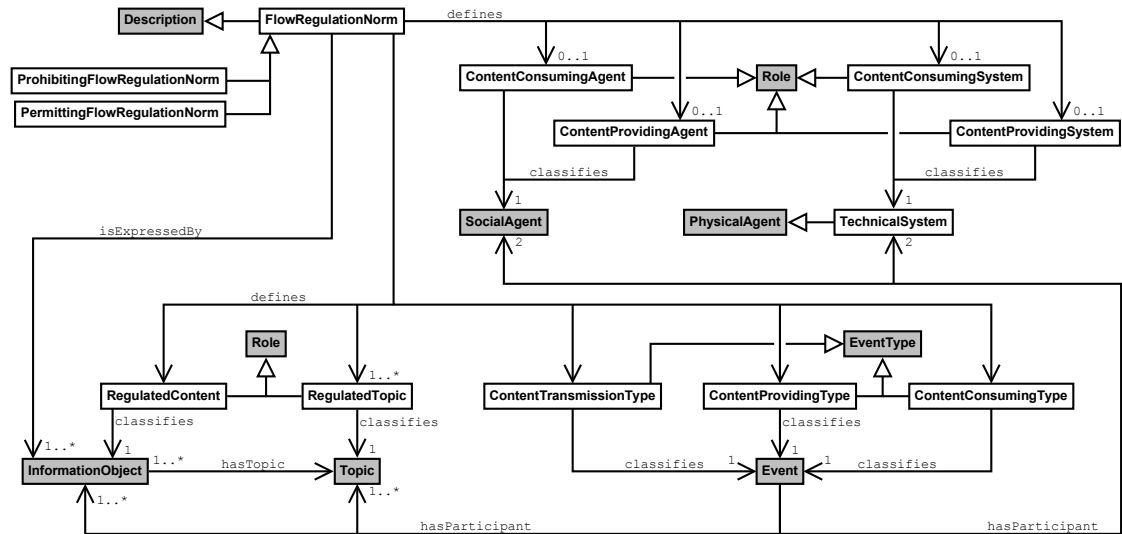 Description
FlowRegulationNorm
defines
ProhibitingFlowRegulationNorm
PermittingFlowRegulationNorm
0..1
0..1
ContentConsumingAgent
Role
ContentConsumingSystem
0..1
0..1
ContentProvidingAgent
ContentProvidingSystem
classifies
classifies
1
1
SocialAgent
PhysicalAgent
TechnicalSystem
isExpressedBy
2
2
defines
Role
EventType
1..*
RegulatedContent
RegulatedTopic
ContentTransmissionType
ContentProvidingType
ContentConsumingType
classifies
classifies
classifies
1..*
1
1..*
1
1
1
1
InformationObject
hasTopic
Topic
classifies
Event
classifies
1..*
1..*
hasParticipant
hasParticipant